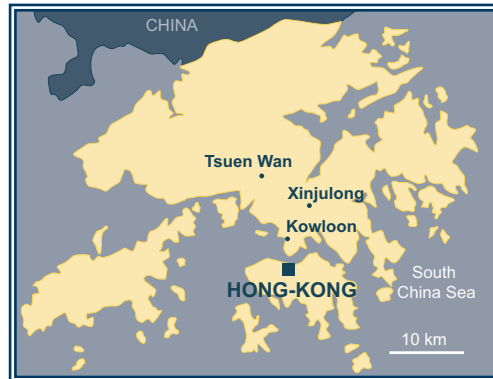 CHINA
Tsuen Wan
Xinjulong
Kowloon
HONG-KONG
South
China Sea
10 km